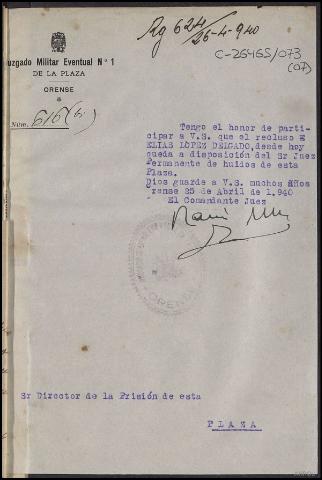 Rg 624/
26-4-940
C-26465/073
(07)
Juzgado Militar Eventual Nº 1
DE LA PLAZA
ORENSE
Núm. 616(
Tengo el honor de parti-
cipar a V.S. que el recluso E
ELIAS LÓPEZ DELGADO,desde hoy
queda a disposición del Sr Juez
Permanente de huidos de esta
Plaza.
Dios guarde a V.S. muchos años
rense 25 de Abril de 1.940
El Comandante Juez
ORENSE
Sr Director de la Prisión de esta
P L A Z A